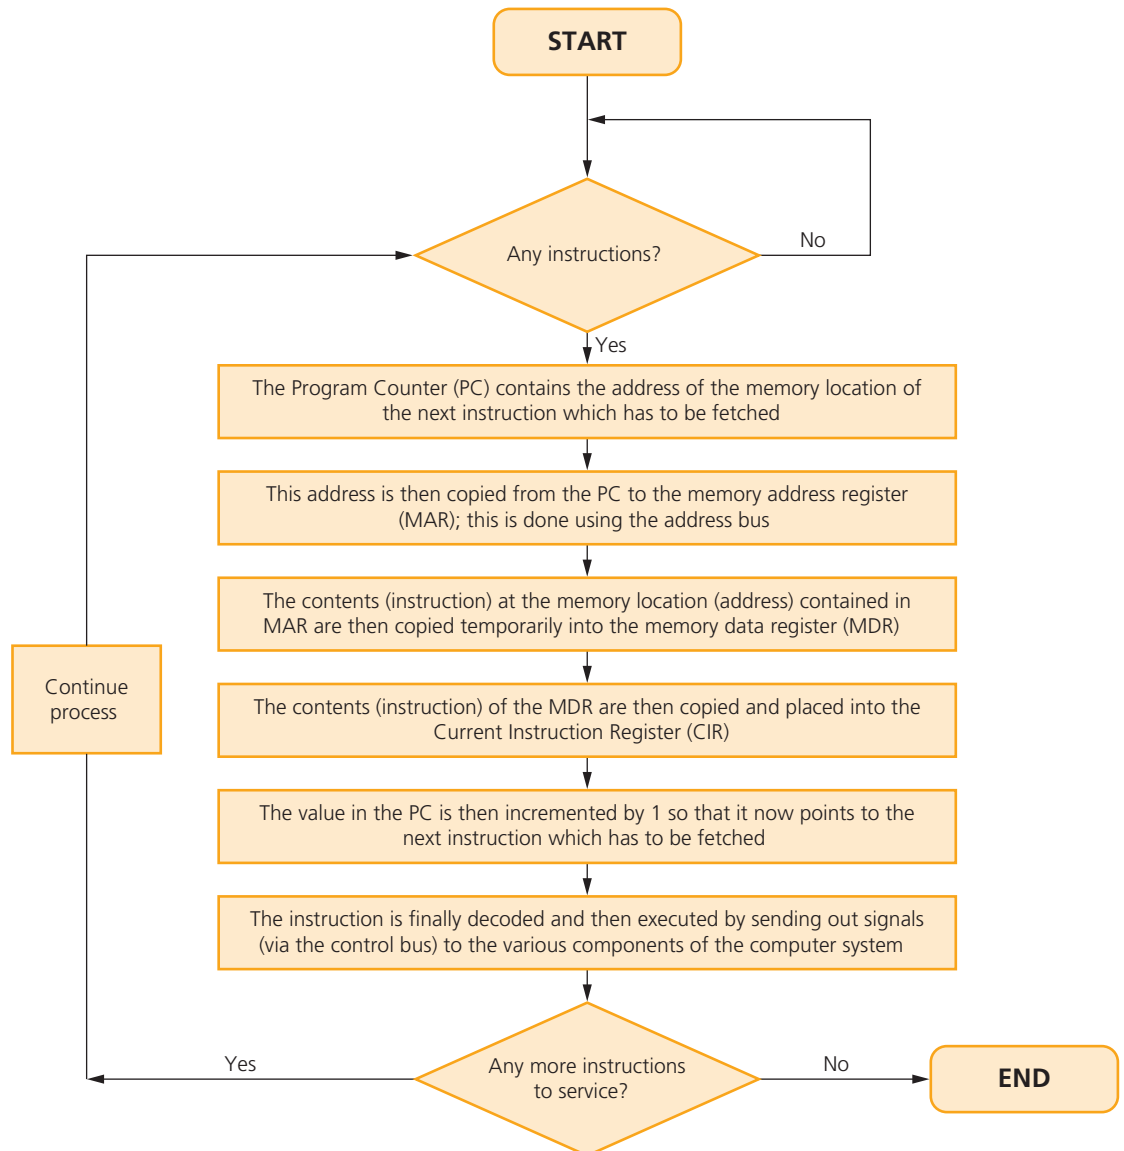 START
Any instructions?
No
Yes
The Program Counter (PC) contains the address of the memory location of
the next instruction which has to be fetched
This address is then copied from the PC to the memory address register
(MAR); this is done using the address bus
The contents (instruction) at the memory location (address) contained in
MAR are then copied temporarily into the memory data register (MDR)
Continue
process
The contents (instruction) of the MDR are then copied and placed into the
Current Instruction Register (CIR)
The value in the PC is then incremented by 1 so that it now points to the
next instruction which has to be fetched
The instruction is finally decoded and then executed by sending out signals
(via the control bus) to the various components of the computer system
Yes
Any more instructions
to service?
No
END